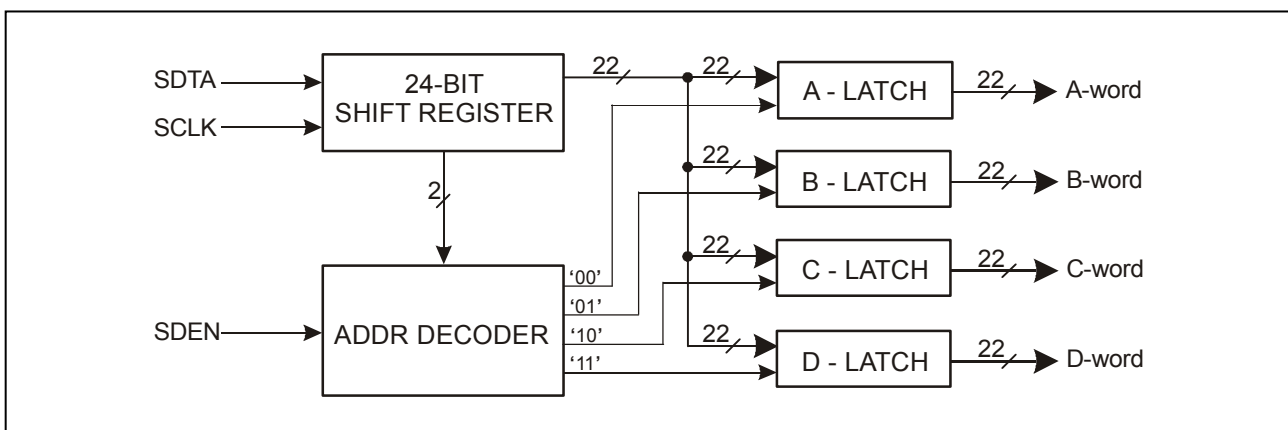 SDTA
SCLK
24-BIT
SHIFT REGISTER
22
22
A - LATCH
22
A-word
22
B - LATCH
22
B-word
2
22
C - LATCH
22
C-word
SDEN
ADDR DECODER
‘00’
‘01’
‘10’
‘11’
22
D - LATCH
22
D-word